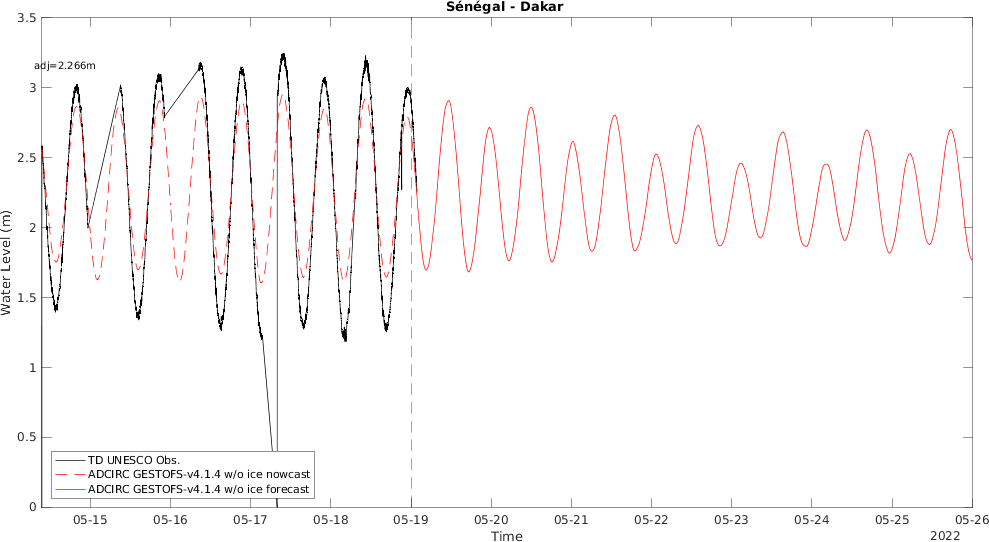 Sénégal - Dakar
3.5
adj=2.266m
3
2.5
2
Water Level (m)
1.5
1
0.5
0
TD UNESCO Obs.
ADCIRC GESTOFS-v4.1.4 w/o ice nowcast
ADCIRC GESTOFS-v4.1.4 w/o ice forecast
05-15 05-16 05-17 05-18 05-19 05-20 05-21 05-22 05-23 05-24 05-25 05-26
Time
2022